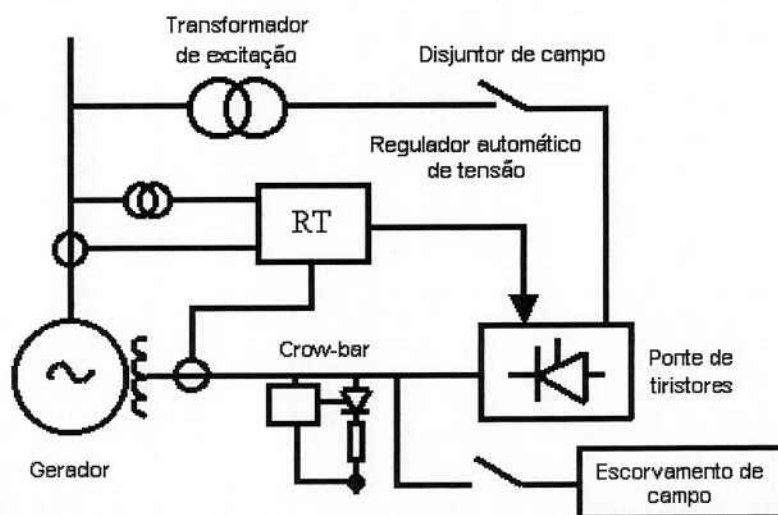 Transformador
de excitação
Disjuntor de campo
Regulador automático
de tensão
RT
Crow-bar
Ponte de
tiristores
Gerador
Escorvamento de
campo